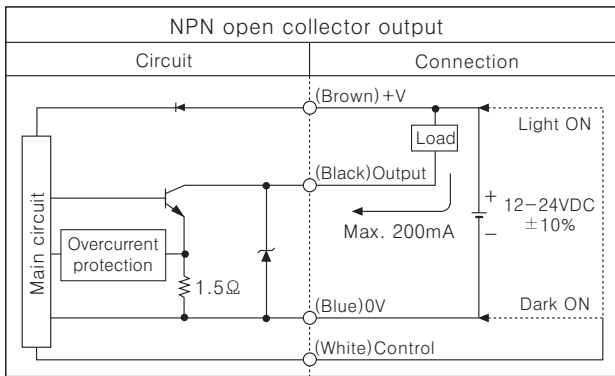 NPN open collector output
Circuit
Connection
(Brown)+V
Light ON
Load
(Black)Output
Main circuit
+
12-24VDC
±10%
-
Max. 200mA
Overcurrent
protection
1.5Ω
(Blue)0V
Dark ON
(White)Control